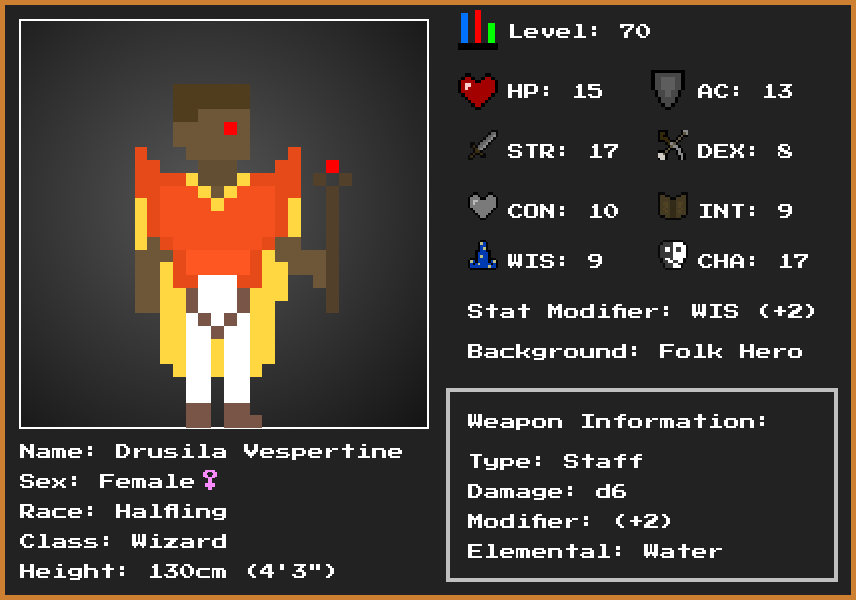 Level: 70
HP: 15 AC: 13
STR: 17 DEX: 8
CON: 10 INT: 9
WIS: 9 CHA: 17
Stat Modifier: WIS (+2)
Background: Folk Hero
Weapon Information:
Type: Staff
Damage: d6
Modifier: (+2)
Elemental: Water
Name: Drusila Vespertine
Sex: Female♀
Race: Halfling
Class: Wizard
Height: 130cm (4'3")